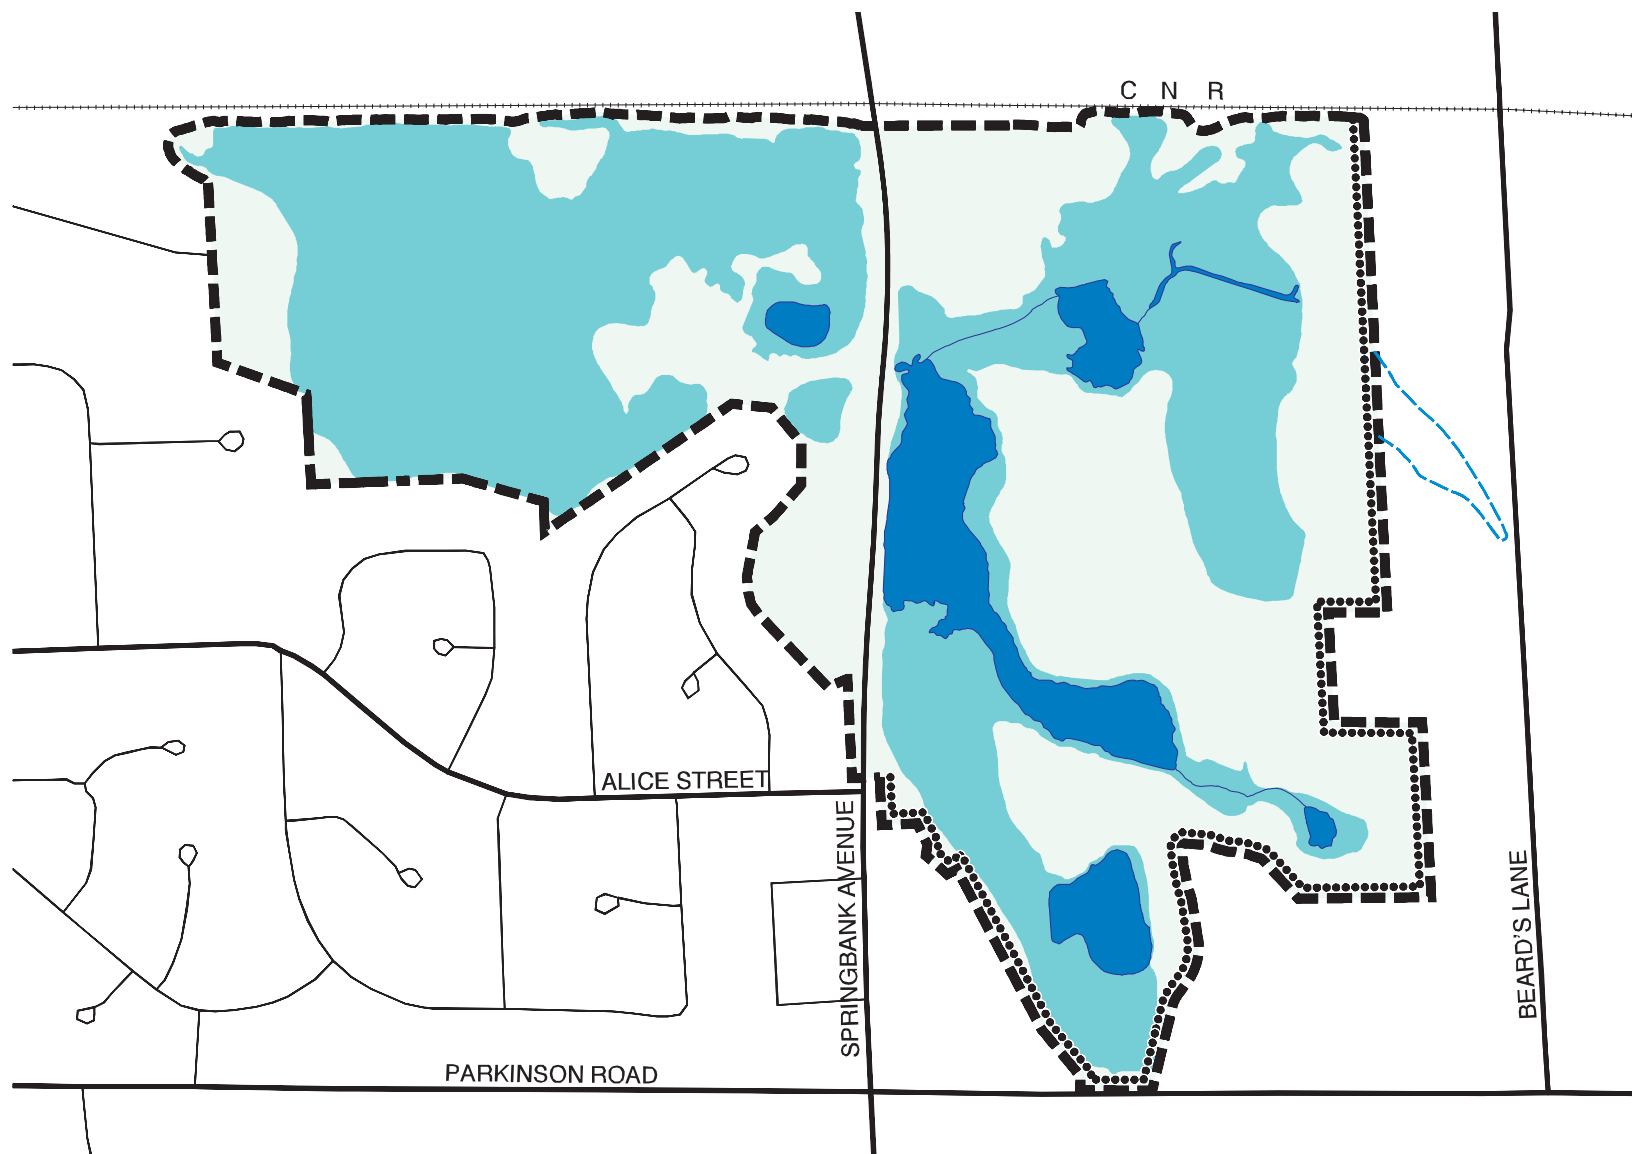 C N R
ALICE STREET
SPRINGBANK AVENUE
BEARD'S LANE
PARKINSON ROAD